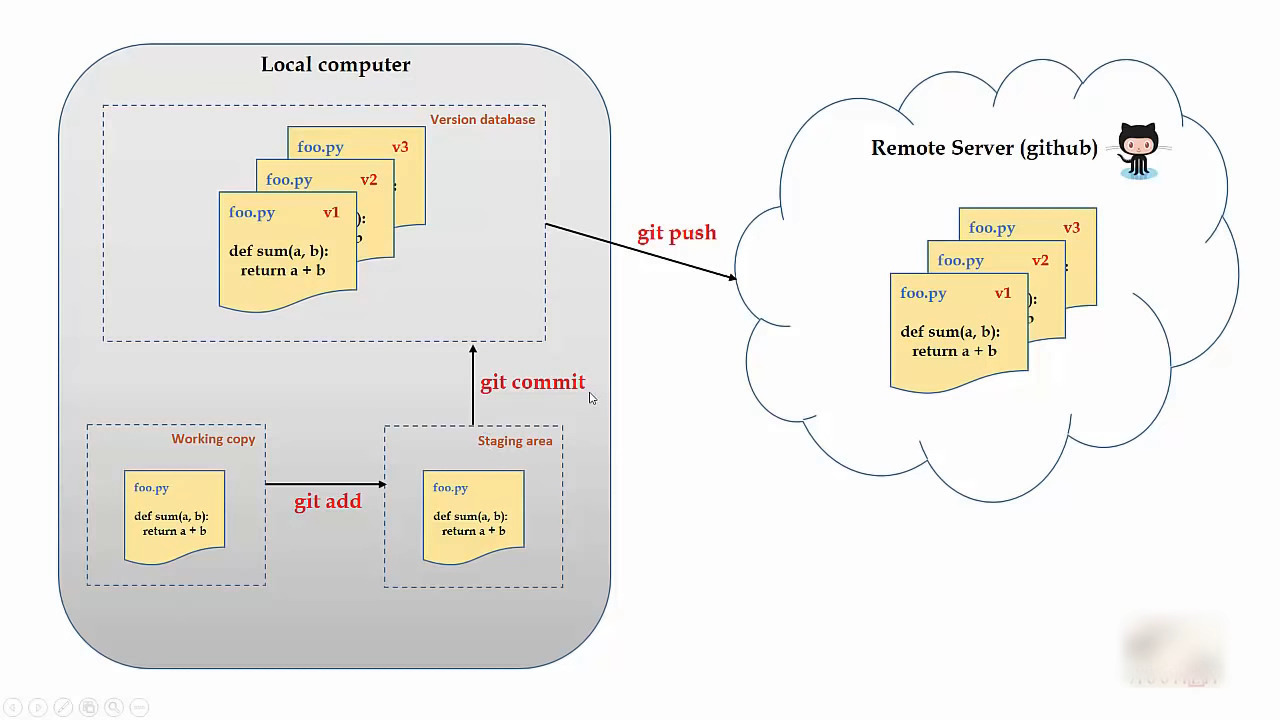 Local computer
Version database
foo.py v3
foo.py v2
foo.py v1
def sum(a, b):
return a + b
git commit
Working copy
foo.py
def sum(a, b):
return a + b
git add
Staging area
foo.py
def sum(a, b):
return a + b
git push
Remote Server (github)
foo.py v3
foo.py v2
foo.py v1
def sum(a, b):
return a + b